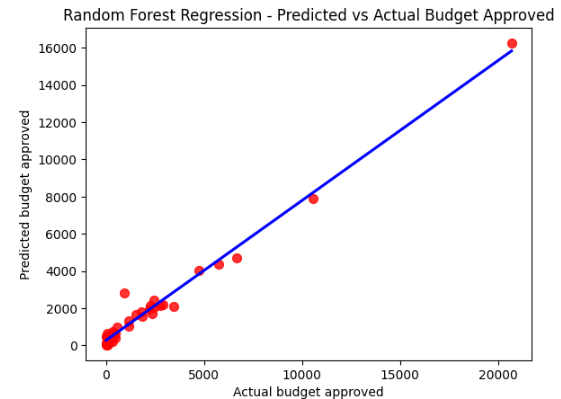 Random Forest Regression - Predicted vs Actual Budget Approved
16000
14000
12000
10000
8000
6000
4000
2000
0
Predicted budget approved
0 5000 10000 15000 20000
Actual budget approved